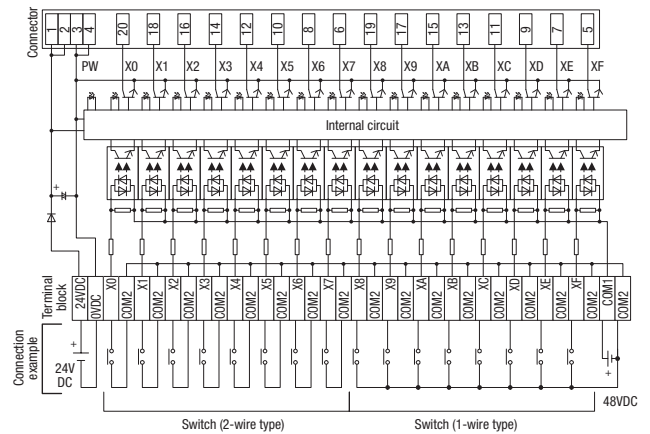 Connector
1 2 3 4 20 18 16 14 12 10 8 6 19 17 15 13 11 9 7 5
PW X0 X1 X2 X3 X4 X5 X6 X7 X8 X9 XA XB XC XD XE XF
Internal circuit
+
Terminal block
24VDC 0VDC X0 COM2 X1 COM2 X2 COM2 X3 COM2 X4 COM2 X5 COM2 X6 COM2 X7 COM2 X8 COM2 X9 COM2 XA COM2 XB COM2 XC COM2 XD COM2 XE COM2 XF COM2 COM1 COM2
Connection example
+
24V
DC
+
48VDC
Switch (2-wire type) Switch (1-wire type)